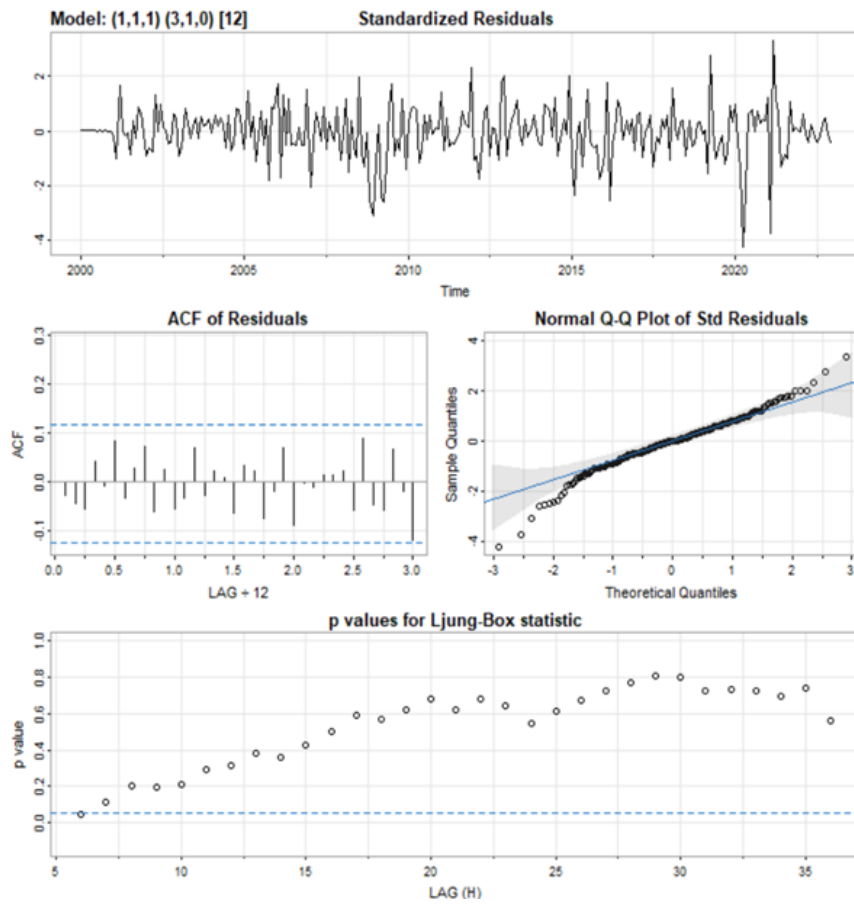 Model: (1,1,1) (3,1,0) [12] Standardized Residuals
2
0
-2
-4
2000 2005 2010 2015 2020
Time
ACF of Residuals
ACF
0.3
0.2
0.1
0.0
-0.1
0.0 0.5 1.0 1.5 2.0 2.5 3.0
LAG ÷ 12
Normal Q-Q Plot of Std Residuals
Sample Quantiles
4
2
0
-2
-4
-3 -2 -1 0 1 2 3
Theoretical Quantiles
p values for Ljung-Box statistic
p value
1.0
0.8
0.6
0.4
0.2
0.0
5 10 15 20 25 30 35
LAG (H)